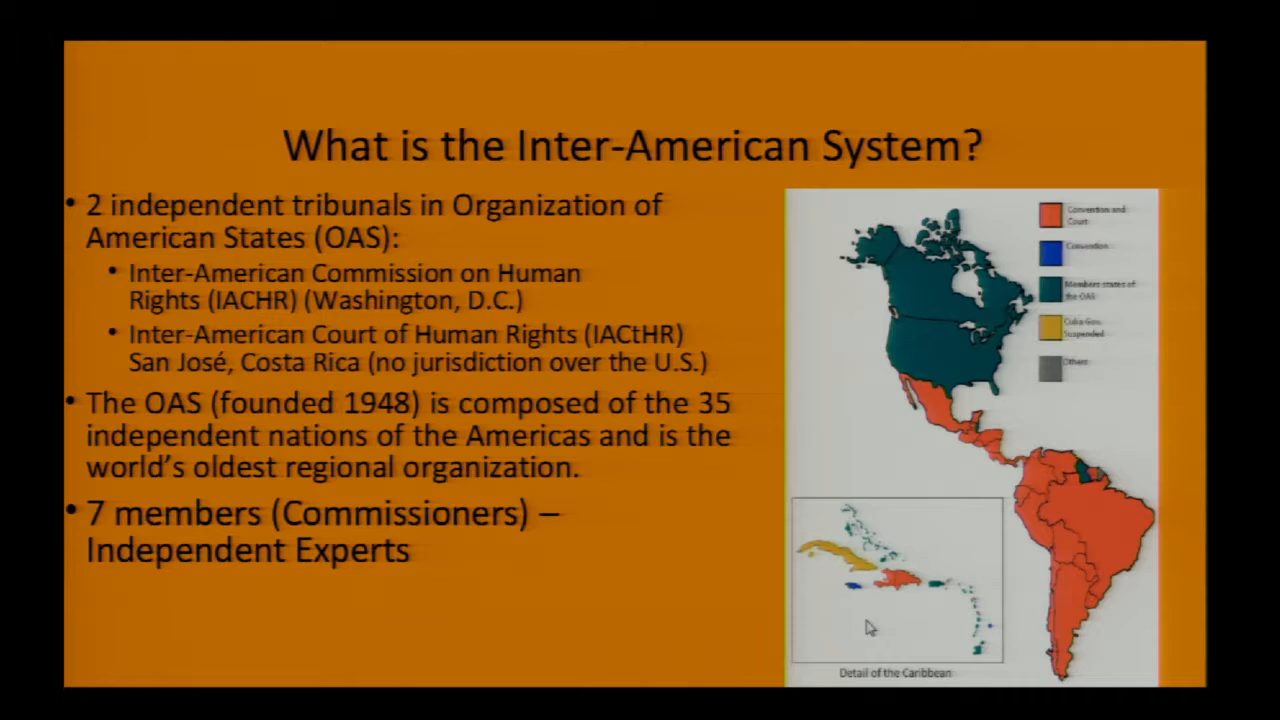 What is the Inter-American System?
• 2 independent tribunals in Organization of
American States (OAS):
• Inter-American Commission on Human
Rights (IACHR) (Washington, D.C.)
• Inter-American Court of Human Rights (IACtHR)
San José, Costa Rica (no jurisdiction over the U.S.)
• The OAS (founded 1948) is composed of the 35
independent nations of the Americas and is the
world’s oldest regional organization.
• 7 members (Commissioners) –
Independent Experts
Convention and
Court
Convention
Members states of
the OAS
Cuba Gov.
Suspended
Others
Detail of the Caribbean